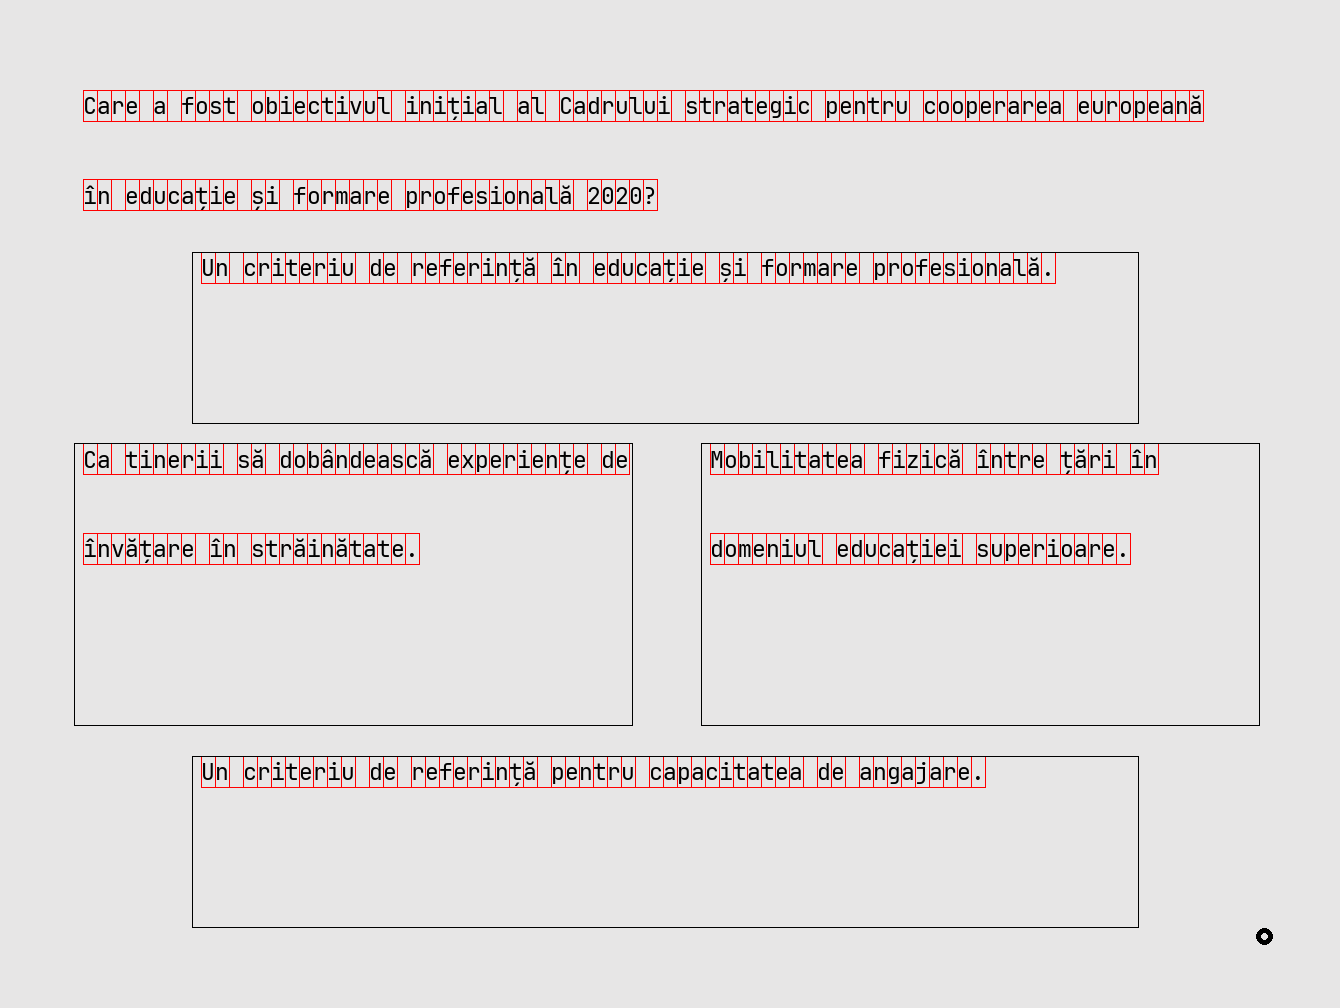 Care a fost obiectivul inițial al Cadrului strategic pentru cooperarea europeană
în educație și formare profesională 2020?
Un criteriu de referință în educație și formare profesională.
Ca tinerii să dobândească experiențe de
învățare în străinătate.
Mobilitatea fizică între țări în
domeniul educației superioare.
Un criteriu de referință pentru capacitatea de angajare.